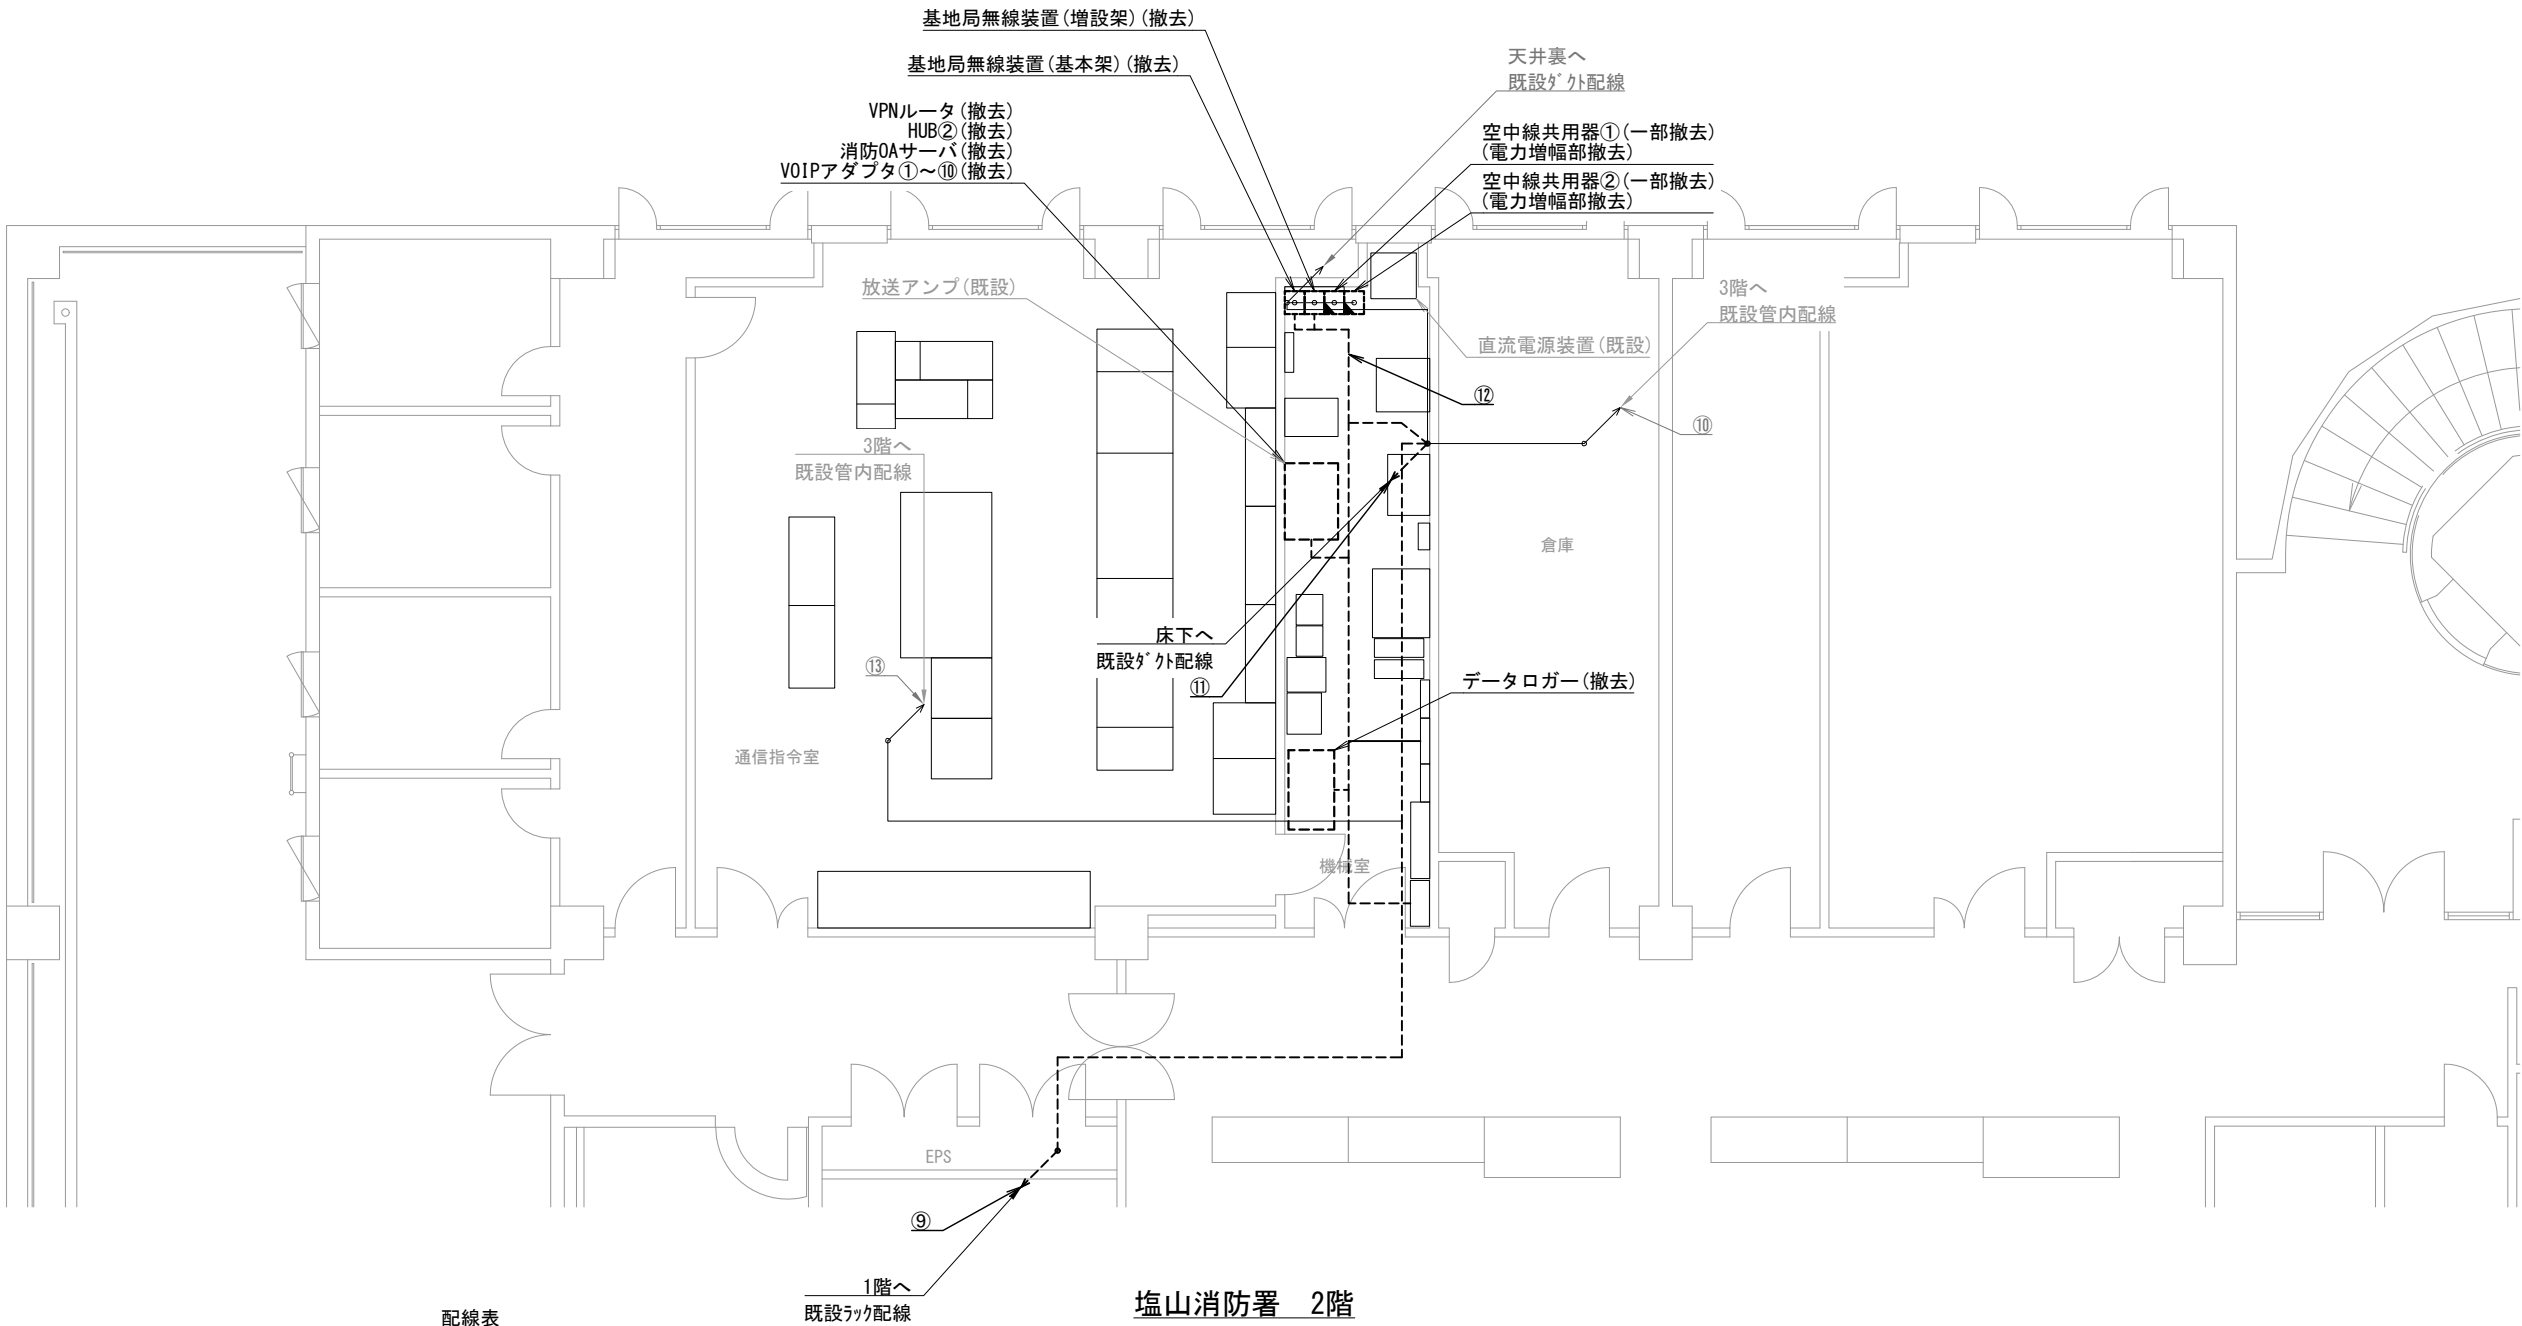 基地局無線装置(増設架)(撤去)
基地局無線装置(基本架)(撤去)
天井裏へ
既設ﾀﾞｸﾄ配線
VPNルータ(撤去)
HUB②(撤去)
消防OAサーバ(撤去)
VOIPアダプタ①～⑩(撤去)
空中線共用器①(一部撤去)
(電力増幅部撤去)
空中線共用器②(一部撤去)
(電力増幅部撤去)
放送アンプ(既設)
3階へ
既設管内配線
直流電源装置(既設)
⑫
⑩
3階へ
既設管内配線
倉庫
床下へ
既設ﾀﾞｸﾄ配線
⑬
⑪
データロガー(撤去)
通信指令室
機械室
EPS
⑨
1階へ
既設ﾗｯｸ配線
塩山消防署 2階
配線表